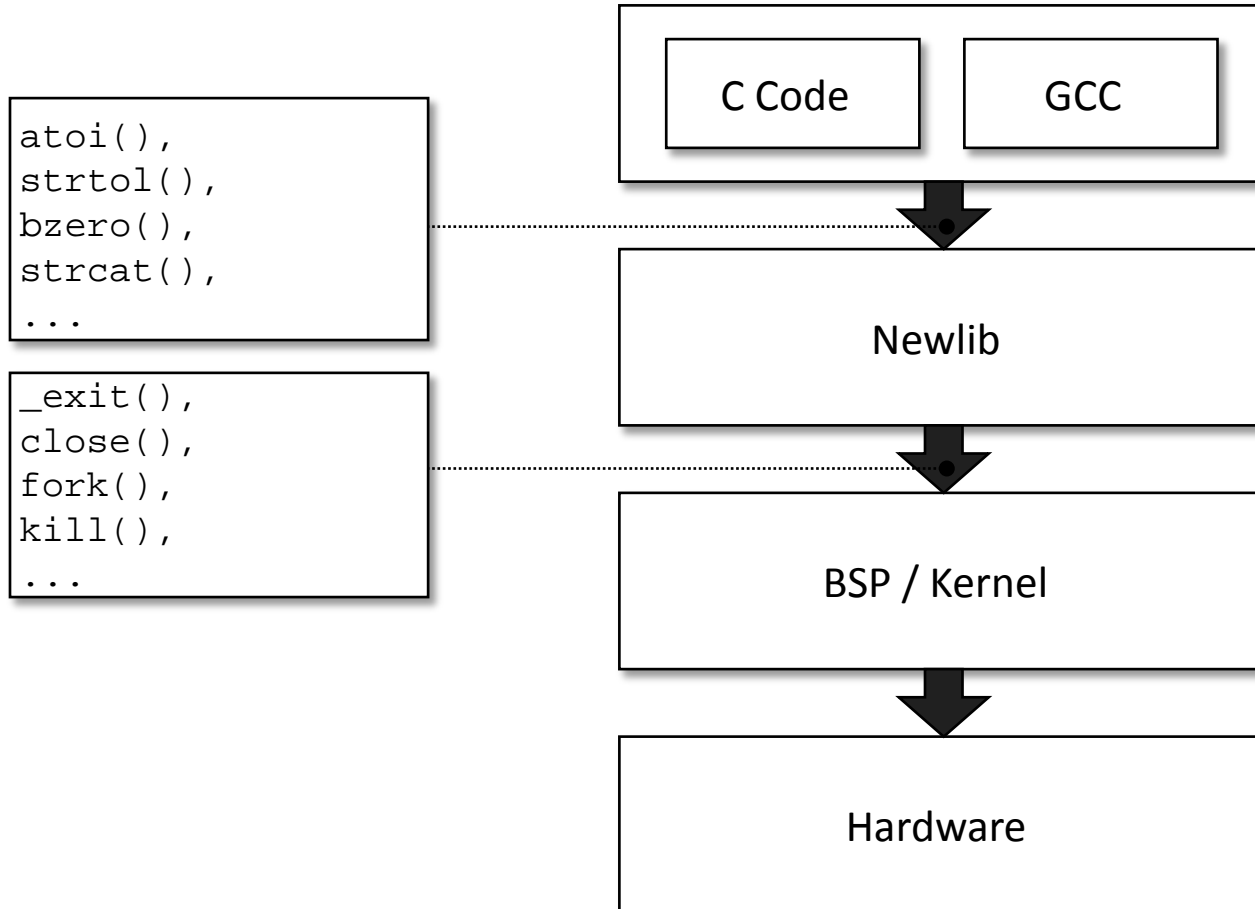 C Code
GCC
atoi(),
strtol(),
bzero(),
strcat(),
...
Newlib
_exit(),
close(),
fork(),
kill(),
...
BSP / Kernel
Hardware